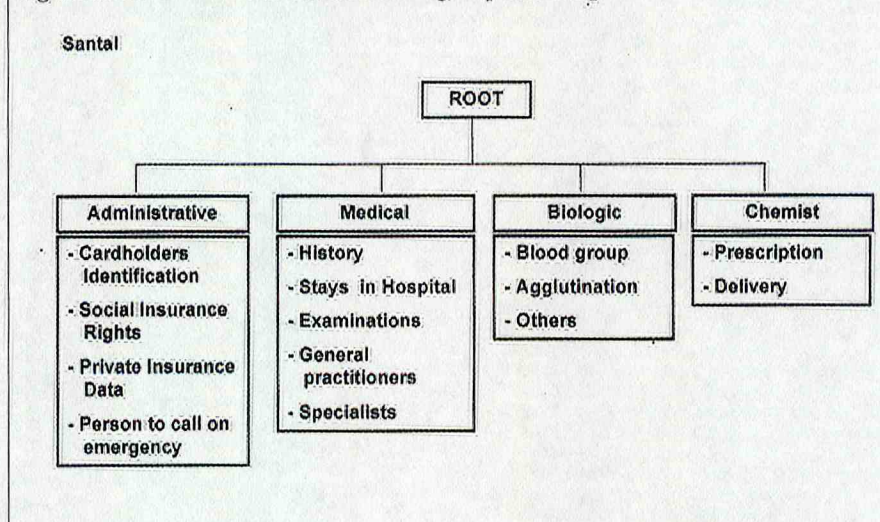 Santal
ROOT
Administrative
- Cardholders
Identification
- Social Insurance
Rights
- Private Insurance
Data
- Person to call on
emergency
Medical
- History
- Stays in Hospital
- Examinations
- General
practitioners
- Specialists
Biologic
- Blood group
- Agglutination
- Others
Chemist
- Prescription
- Delivery